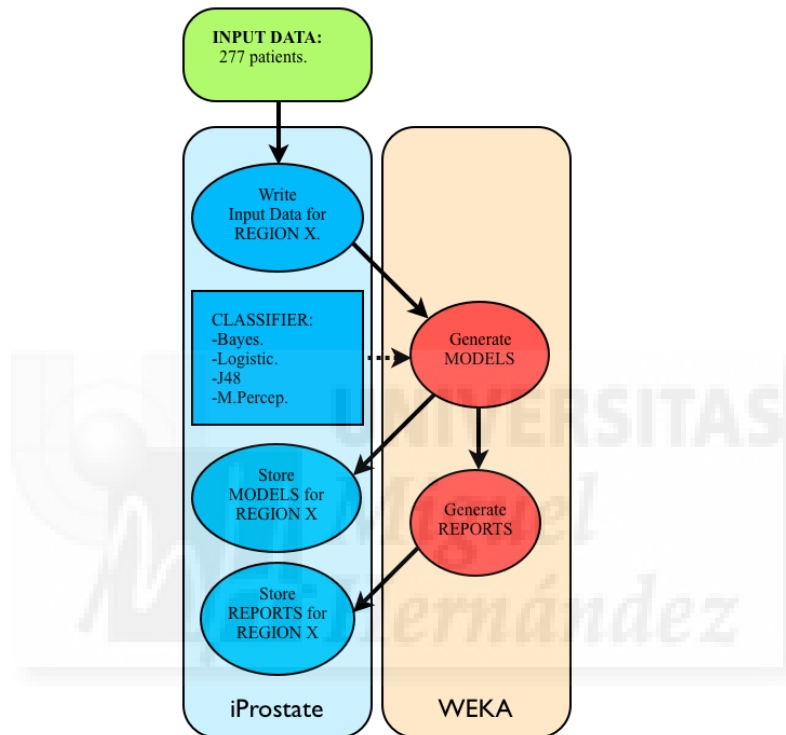 INPUT DATA:
277 patients.
Write
Input Data for
REGION X.
CLASSIFIER:
-Bayes.
-Logistic.
-J48
-M.Percep.
Generate
MODELS
Store
MODELS for
REGION X
Generate
REPORTS
Store
REPORTS for
REGION X
iProstate
WEKA
UNIVERSITAS
Miguel
Hernández